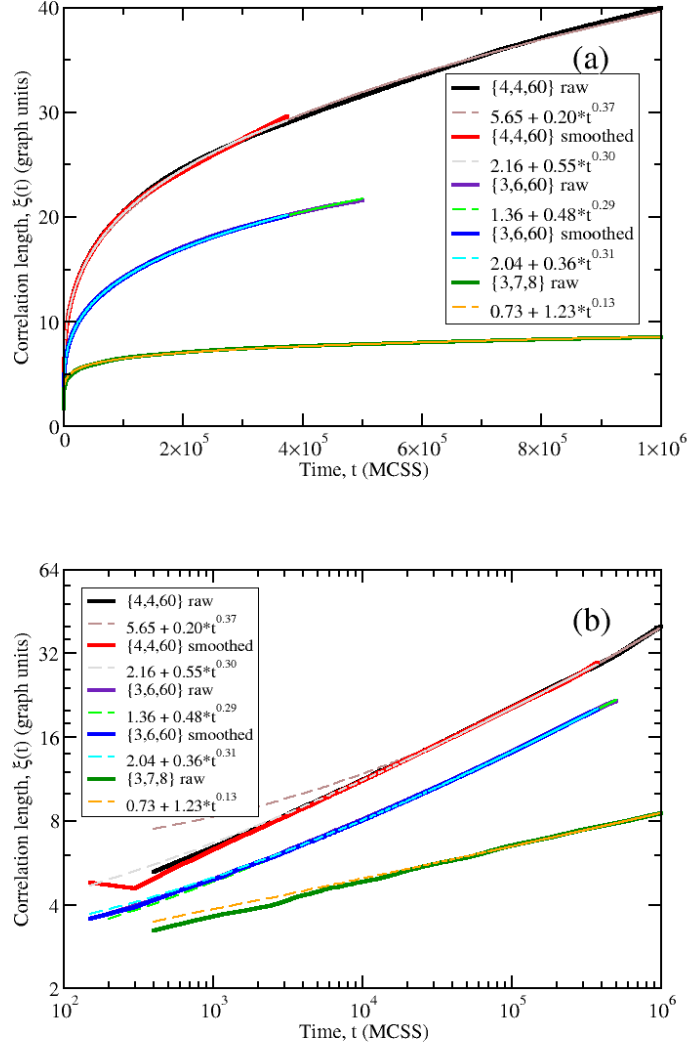 40
30
20
10
0
Correlation length, ξ(t) (graph units)
(a)
{4,4,60} raw
5.65 + 0.20*t^0.37
{4,4,60} smoothed
2.16 + 0.55*t^0.30
{3,6,60} raw
1.36 + 0.48*t^0.29
{3,6,60} smoothed
2.04 + 0.36*t^0.31
{3,7,8} raw
0.73 + 1.23*t^0.13
0 2×10^5 4×10^5 6×10^5 8×10^5 1×10^6
Time, t (MCSS)
64
32
16
8
4
2
Correlation length, ξ(t) (graph units)
(b)
{4,4,60} raw
5.65 + 0.20*t^0.37
{4,4,60} smoothed
2.16 + 0.55*t^0.30
{3,6,60} raw
1.36 + 0.48*t^0.29
{3,6,60} smoothed
2.04 + 0.36*t^0.31
{3,7,8} raw
0.73 + 1.23*t^0.13
10^2 10^3 10^4 10^5 10^6
Time, t (MCSS)